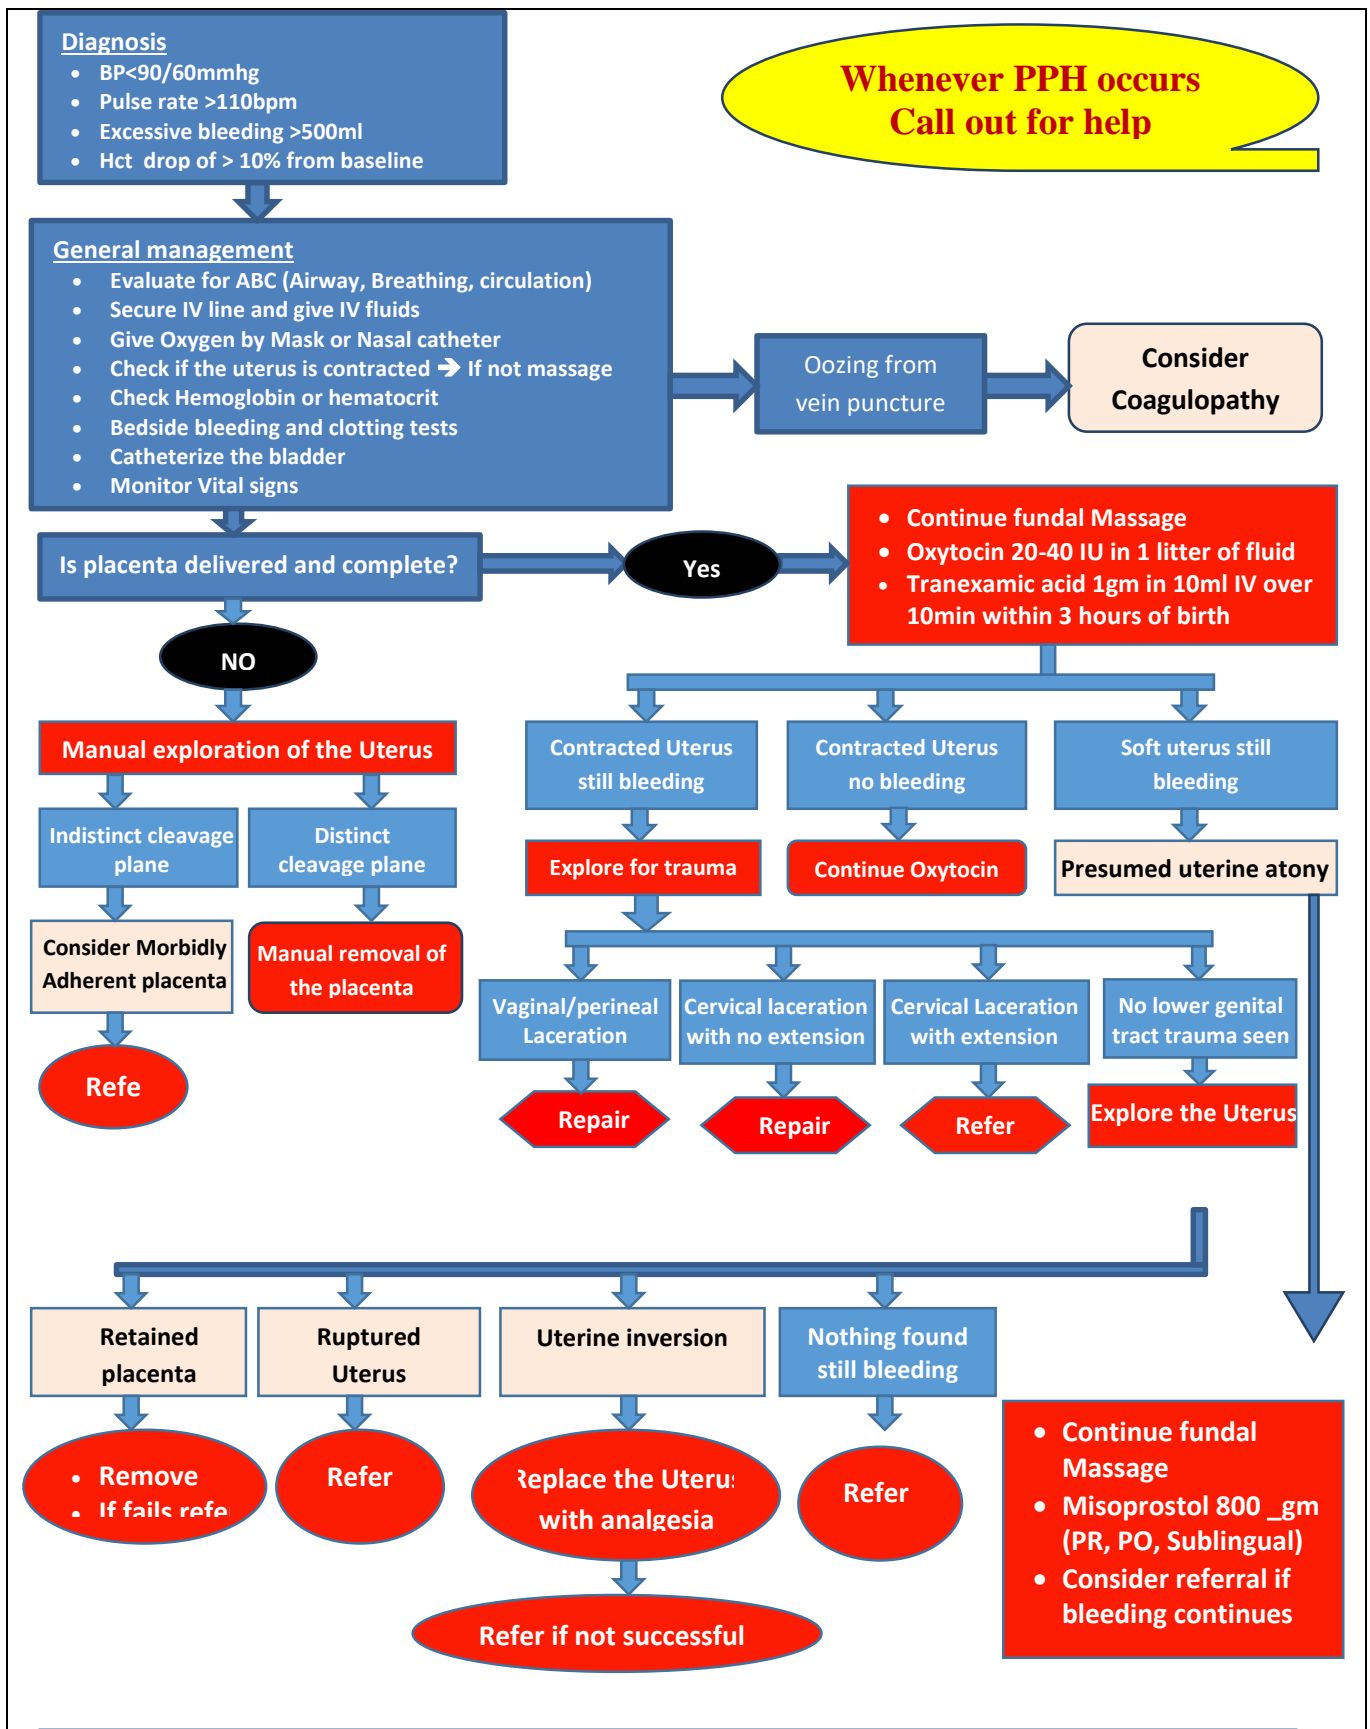 Diagnosis
• BP<90/60mmhg
• Pulse rate >110bpm
• Excessive bleeding >500ml
• Hct drop of > 10% from baseline
Whenever PPH occurs
Call out for help
General management
• Evaluate for ABC (Airway, Breathing, circulation)
• Secure IV line and give IV fluids
• Give Oxygen by Mask or Nasal catheter
• Check if the uterus is contracted ➔ If not massage
• Check Hemoglobin or hematocrit
• Bedside bleeding and clotting tests
• Catheterize the bladder
• Monitor Vital signs
Oozing from
vein puncture
Consider
Coagulopathy
Is placenta delivered and complete?
Yes
• Continue fundal Massage
• Oxytocin 20-40 IU in 1 litter of fluid
• Tranexamic acid 1gm in 10ml IV over
10min within 3 hours of birth
NO
Manual exploration of the Uterus
Contracted Uterus
still bleeding
Contracted Uterus
no bleeding
Soft uterus still
bleeding
Indistinct cleavage
plane
Distinct
cleavage plane
Explore for trauma
Continue Oxytocin
Presumed uterine atony
Consider Morbidly
Adherent placenta
Manual removal of
the placenta
Vaginal/perineal
Laceration
Cervical laceration
with no extension
Cervical Laceration
with extension
No lower genital
tract trauma seen
Refe
Repair
Repair
Refer
Explore the Uterus
Retained
placenta
Ruptured
Uterus
Uterine inversion
Nothing found
still bleeding
• Remove
• If fails refe
Refer
Replace the Uteru
with analgesia
Refer
Refer if not successful
• Continue fundal
Massage
• Misoprostol 800 _gm
(PR, PO, Sublingual)
• Consider referral if
bleeding continues